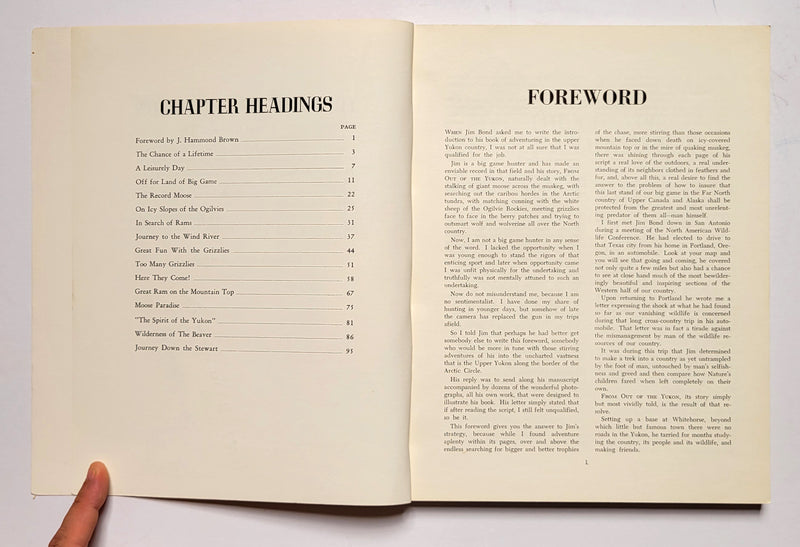 CHAPTER HEADINGS
PAGE
Foreword by J. Hammond Brown 1
The Chance of a Lifetime 3
A Leisurely Day 7
Off for Land of Big Game 11
The Record Moose 22
On Icy Slopes of the Ogilvies 25
In Search of Rams 31
Journey to the Wind River 37
Great Fun With the Grizzlies 44
Too Many Grizzlies 51
Here They Come! 58
Great Ram on the Mountain Top 67
Moose Paradise 75
"The Spirit of the Yukon" 81
Wilderness of The Beaver 86
Journey Down the Stewart 95
FOREWORD
WHEN Jim Bond asked me to write the intro-
duction to his book of adventuring in the upper
Yukon country, I was not at all sure that I was
qualified for the job.
Jim is a big game hunter and has made an
enviable record in that field and his story, FROM
OUT OF THE YUKON, naturally dealt with the
stalking of giant moose across the muskeg, with
searching out the caribou hordes in the Arctic
tundra, with matching cunning with the white
sheep of the Ogilvie Rockies, meeting grizzlies
face to face in the berry patches and trying to
outsmart wolf and wolverine all over the North
country.
Now, I am not a big game hunter in any sense
of the word. I lacked the opportunity when I
was young enough to stand the rigors of that
enticing sport and later when opportunity came
I was unfit physically for the undertaking and
truthfully was not mentally attuned to such an
undertaking.
Now do not misunderstand me, because I am
no sentimentalist. I have done my share of
hunting in younger days, but somehow of late
the camera has replaced the gun in my trips
afield.
So I told Jim that perhaps he had better get
somebody else to write this foreword, somebody
who would be more in tune with those stirring
adventures of his into the uncharted vastness
that is the Upper Yukon along the border of the
Arctic Circle.
His reply was to send along his manuscript
accompanied by dozens of the wonderful photo-
graphs, all his own work, that were designed to
illustrate his book. His letter simply stated that
if after reading the script, I still felt unqualified,
so be it.
This foreword gives you the answer to Jim's
strategy, because while I found adventure
aplenty within its pages, over and above the
endless searching for bigger and better trophies
of the chase, more stirring than those occasions
when he faced down death on icy-covered
mountain top or in the mire of quaking muskeg,
there was shining through each page of his
script a real love of the outdoors, a real under-
standing of its neighbors clothed in feathers and
fur, and, above all this, a real desire to find the
answer to the problem of how to insure that
this last stand of our big game in the Far North
country of Upper Canada and Alaska shall be
protected from the greatest and most unrelent-
ing predator of them all—man himself.
I first met Jim Bond down in San Antonio
during a meeting of the North American Wild-
life Conference. He had elected to drive to
that Texas city from his home in Portland, Ore-
gon, in an automobile. Look at your map and
you will see that going and coming, he covered
not only quite a few miles but also had a chance
to see at close hand much of the most bewilder-
ingly beautiful and inspiring sections of the
Western half of our country.
Upon returning to Portland he wrote me a
letter expressing the shock at what he had found
so far as our vanishing wildlife is concerned
during that long cross-country trip in his auto-
mobile. That letter was in fact a tirade against
the mismanagement by man of the wildlife re-
sources of our country.
It was during this trip that Jim determined
to make a trek into a country as yet untrampled
by the foot of man, untouched by man's selfish-
ness and greed and then compare how Nature's
children fared when left completely on their
own.
FROM OUT OF THE YUKON, its story simply
but most vividly told, is the result of that re-
solve.
Setting up a base at Whitehorse, beyond
which little but famous town there were no
roads in the Yukon, he tarried for months study-
ing the country, its people and its wildlife, and
making friends.
1